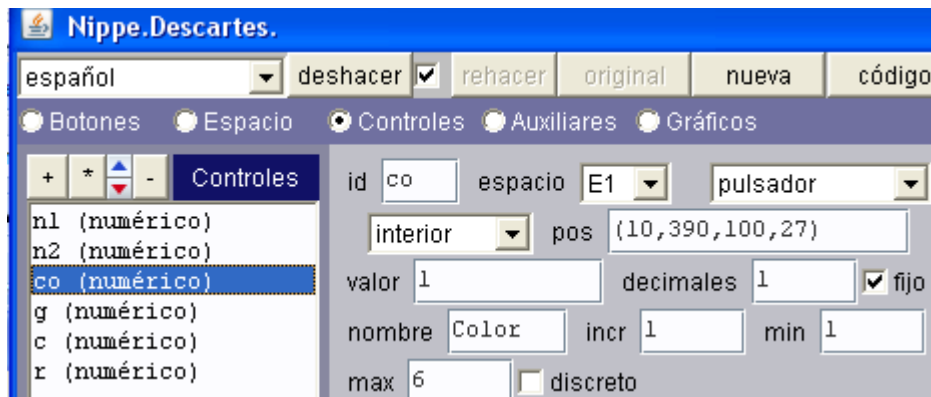 Nippe.Descartes.
español deshacer rehacer original nueva código
Botones Espacio Controles Auxiliares Gráficos
+ * - Controles id co espacio E1 pulsador
n1 (numérico) interior pos (10,390,100,27)
n2 (numérico)
co (numérico) valor 1 decimales 1 fijo
g (numérico)
c (numérico) nombre Color incr 1 min 1
r (numérico) max 6 discreto